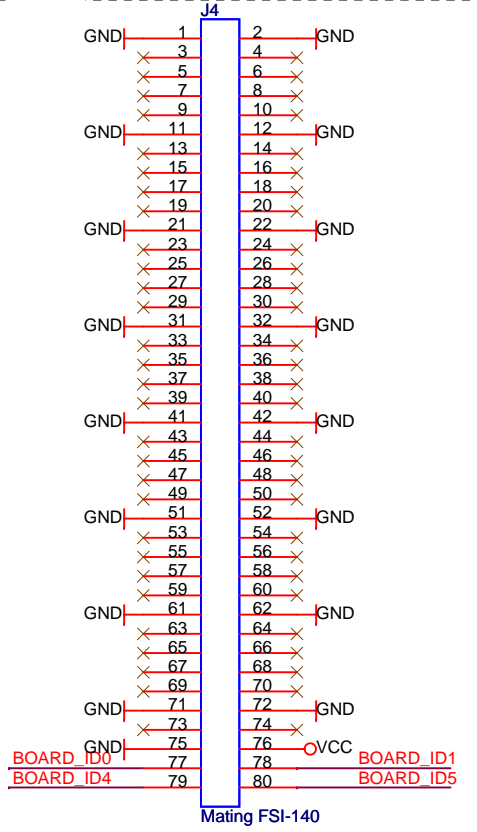 J4
GND 1 2 GND
3 4
5 6
7 8
9 10
GND 11 12 GND
13 14
15 16
17 18
19 20
GND 21 22 GND
23 24
25 26
27 28
29 30
GND 31 32 GND
33 34
35 36
37 38
39 40
GND 41 42 GND
43 44
45 46
47 48
49 50
GND 51 52 GND
53 54
55 56
57 58
59 60
GND 61 62 GND
63 64
65 66
67 68
69 70
GND 71 72 GND
73 74
GND 75 76 VCC
BOARD_ID0 77 78 BOARD_ID1
BOARD_ID4 79 80 BOARD_ID5
Mating FSI-140